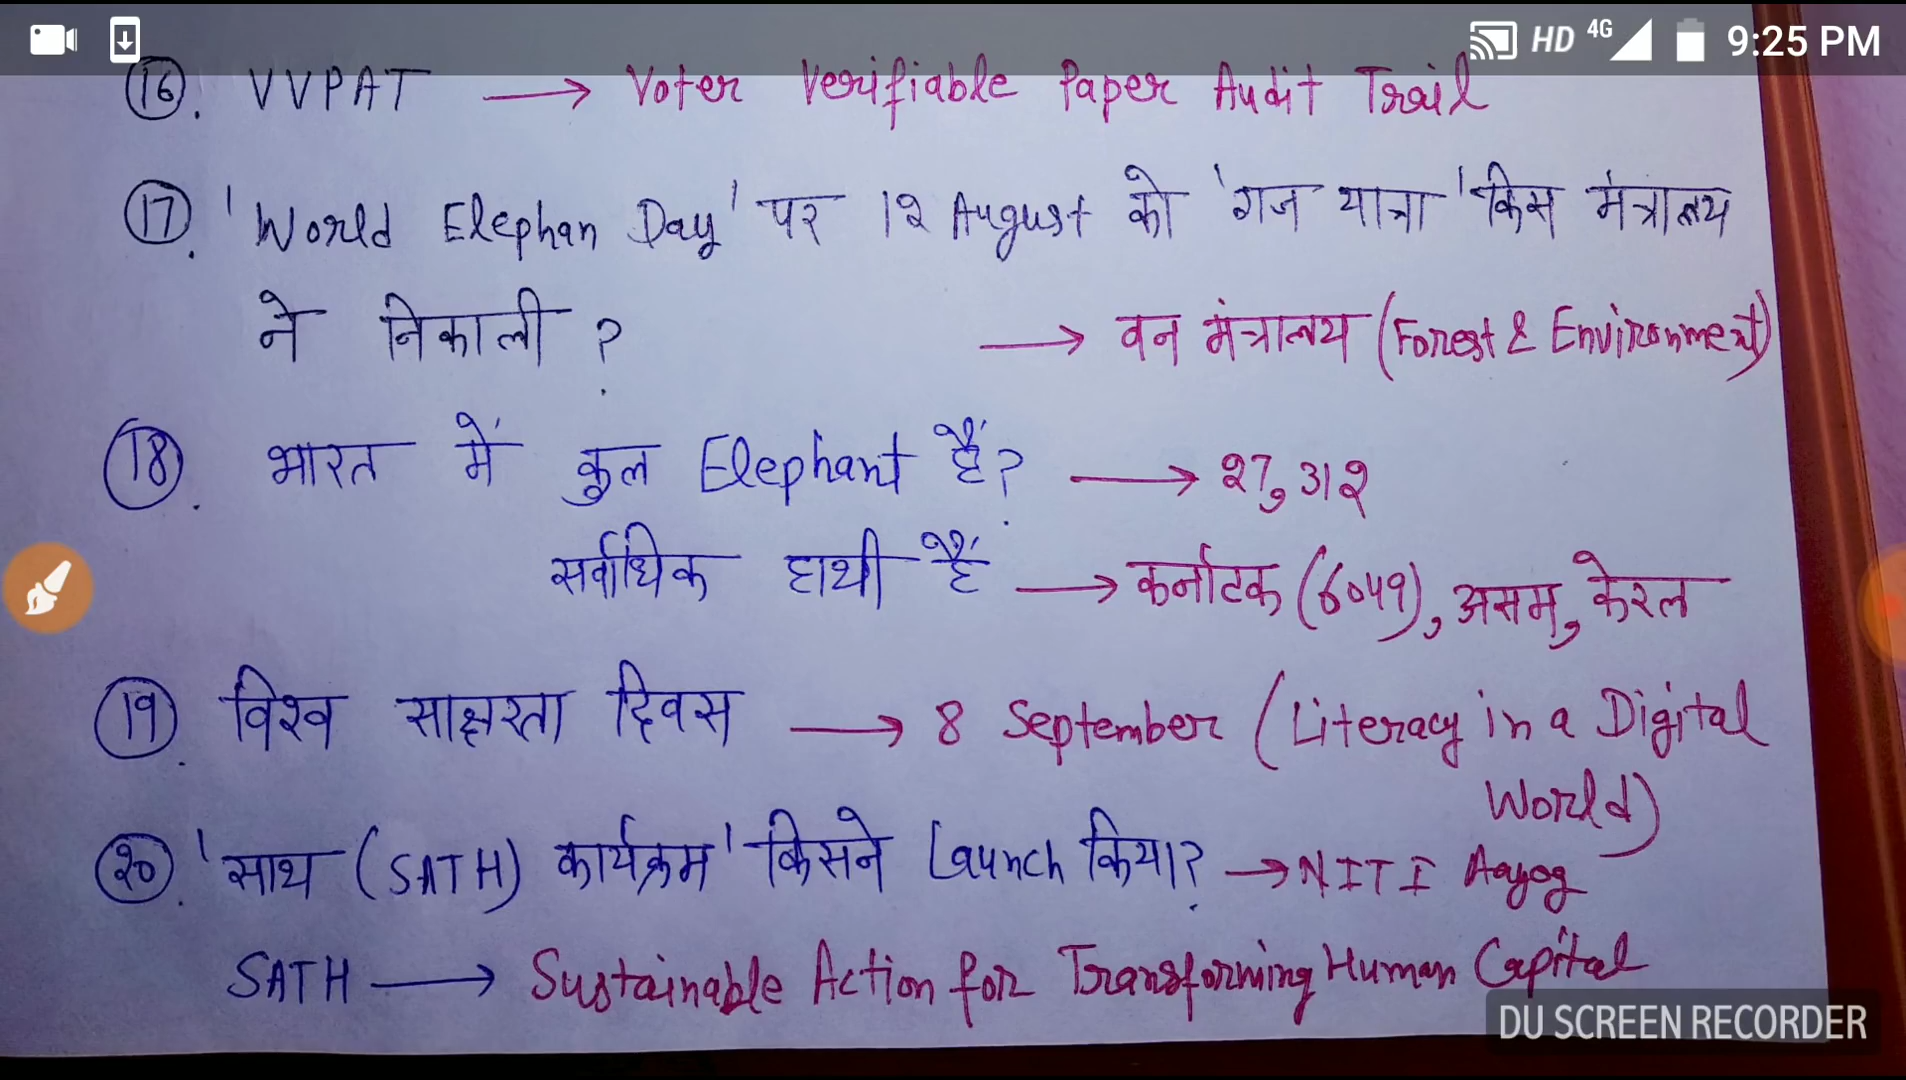 HD 4G 9:25 PM
(16). VVPAT → Voter Verifiable Paper Audit Trail
(17). 'World Elephan Day' पर 12 August को 'गज यात्रा' किस मंत्रालय
ने निकाली ? → वन मंत्रालय (Forest & Environment)
(18). भारत में कुल Elephant हैं? → 27,312
सर्वाधिक हाथी हैं → कर्नाटक (6049), असम, केरल
(19). विश्व साक्षरता दिवस → 8 September (Literacy in a Digital
World)
(20). 'साथ (SATH) कार्यक्रम' किसने Launch किया? → NITI Aayog
SATH → Sustainable Action for Transforming Human Capital
DU SCREEN RECORDER